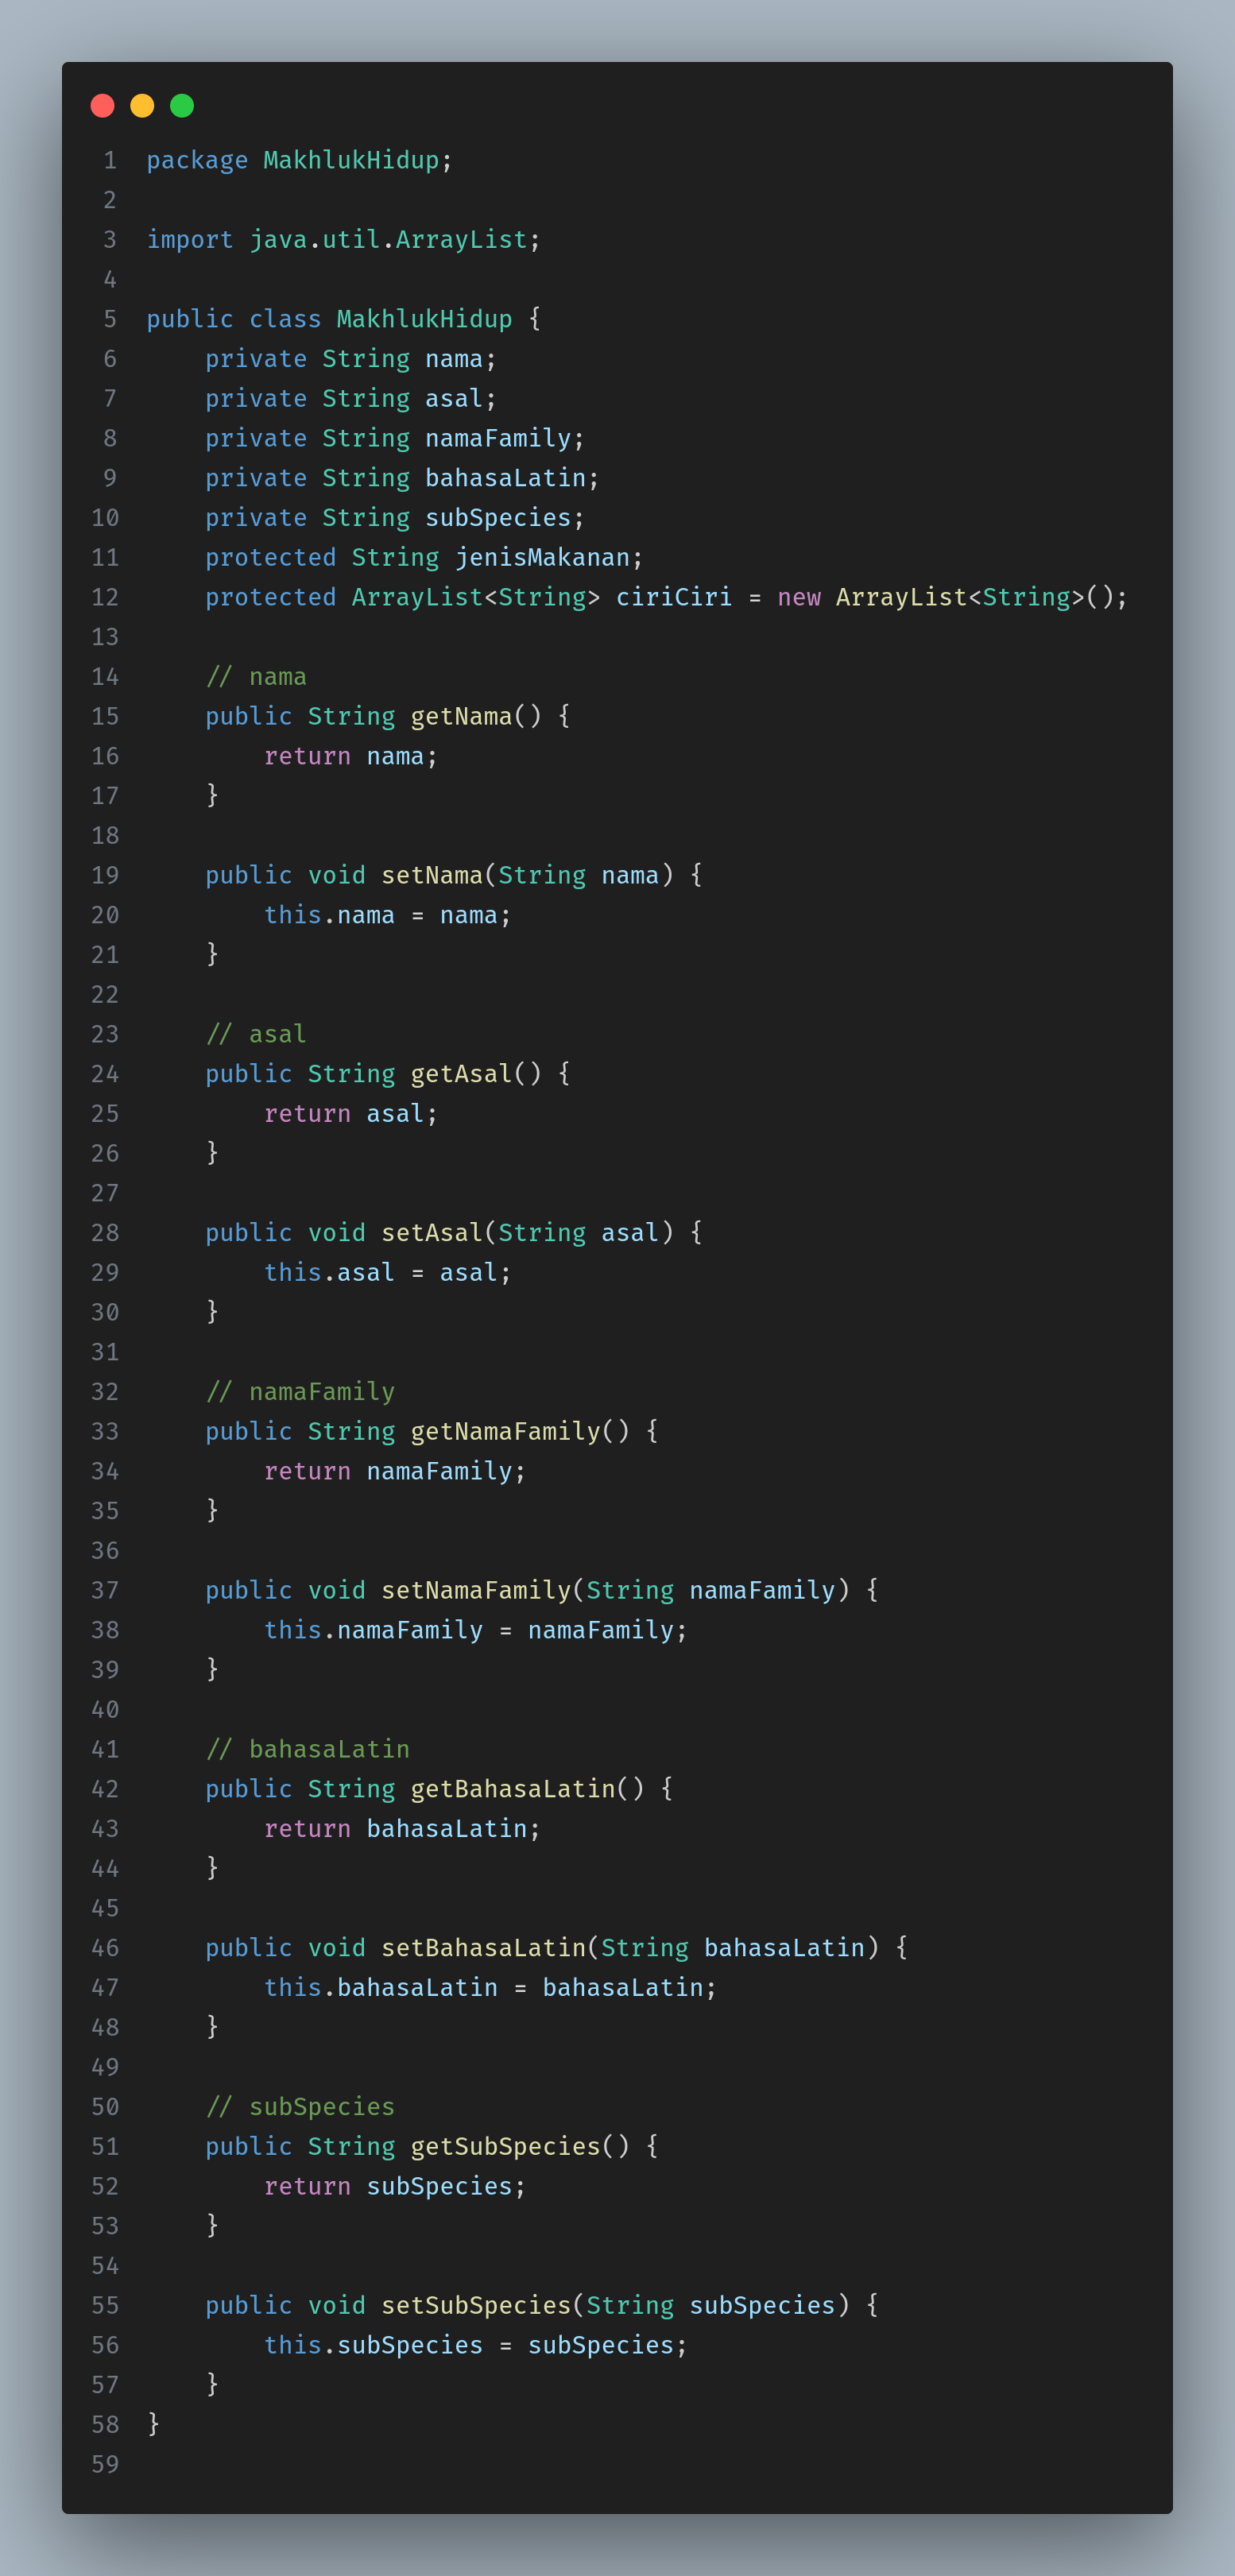 1 package MakhlukHidup;
2
3 import java.util.ArrayList;
4
5 public class MakhlukHidup {
6     private String nama;
7     private String asal;
8     private String namaFamily;
9     private String bahasaLatin;
10     private String subSpecies;
11     protected String jenisMakanan;
12     protected ArrayList<String> ciriCiri = new ArrayList<String>();
13
14     // nama
15     public String getNama() {
16         return nama;
17     }
18
19     public void setNama(String nama) {
20         this.nama = nama;
21     }
22
23     // asal
24     public String getAsal() {
25         return asal;
26     }
27
28     public void setAsal(String asal) {
29         this.asal = asal;
30     }
31
32     // namaFamily
33     public String getNamaFamily() {
34         return namaFamily;
35     }
36
37     public void setNamaFamily(String namaFamily) {
38         this.namaFamily = namaFamily;
39     }
40
41     // bahasaLatin
42     public String getBahasaLatin() {
43         return bahasaLatin;
44     }
45
46     public void setBahasaLatin(String bahasaLatin) {
47         this.bahasaLatin = bahasaLatin;
48     }
49
50     // subSpecies
51     public String getSubSpecies() {
52         return subSpecies;
53     }
54
55     public void setSubSpecies(String subSpecies) {
56         this.subSpecies = subSpecies;
57     }
58 }
59